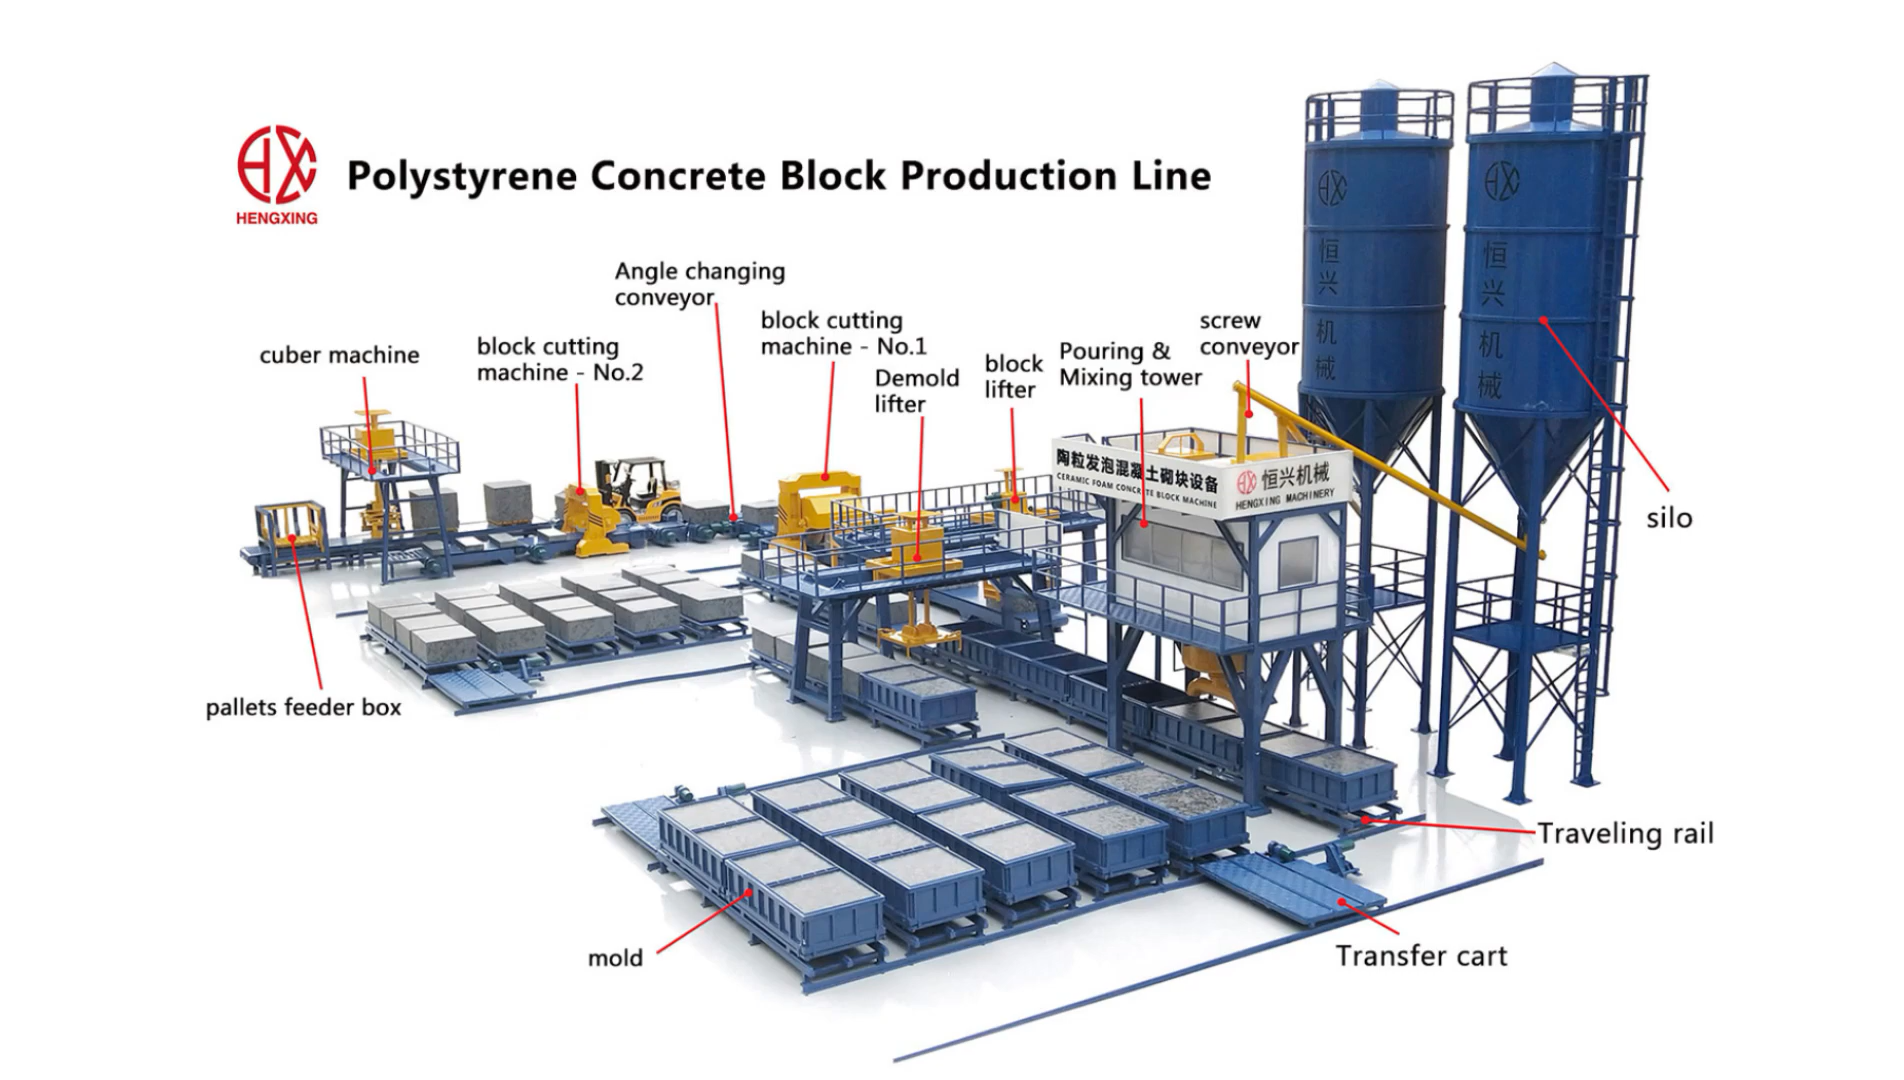 HENGXING
Polystyrene Concrete Block Production Line
Angle changing
conveyor
block cutting
machine - No.1
screw
conveyor
cuber machine
block cutting
machine - No.2
Demold
lifter
block
lifter
Pouring &
Mixing tower
陶粒发泡混凝土砌块设备
CERAMIC FOAM CONCRETE BLOCK MACHINE
恒兴机械
HENGXING MACHINERY
恒兴机械
恒兴机械
silo
pallets feeder box
Traveling rail
mold
Transfer cart